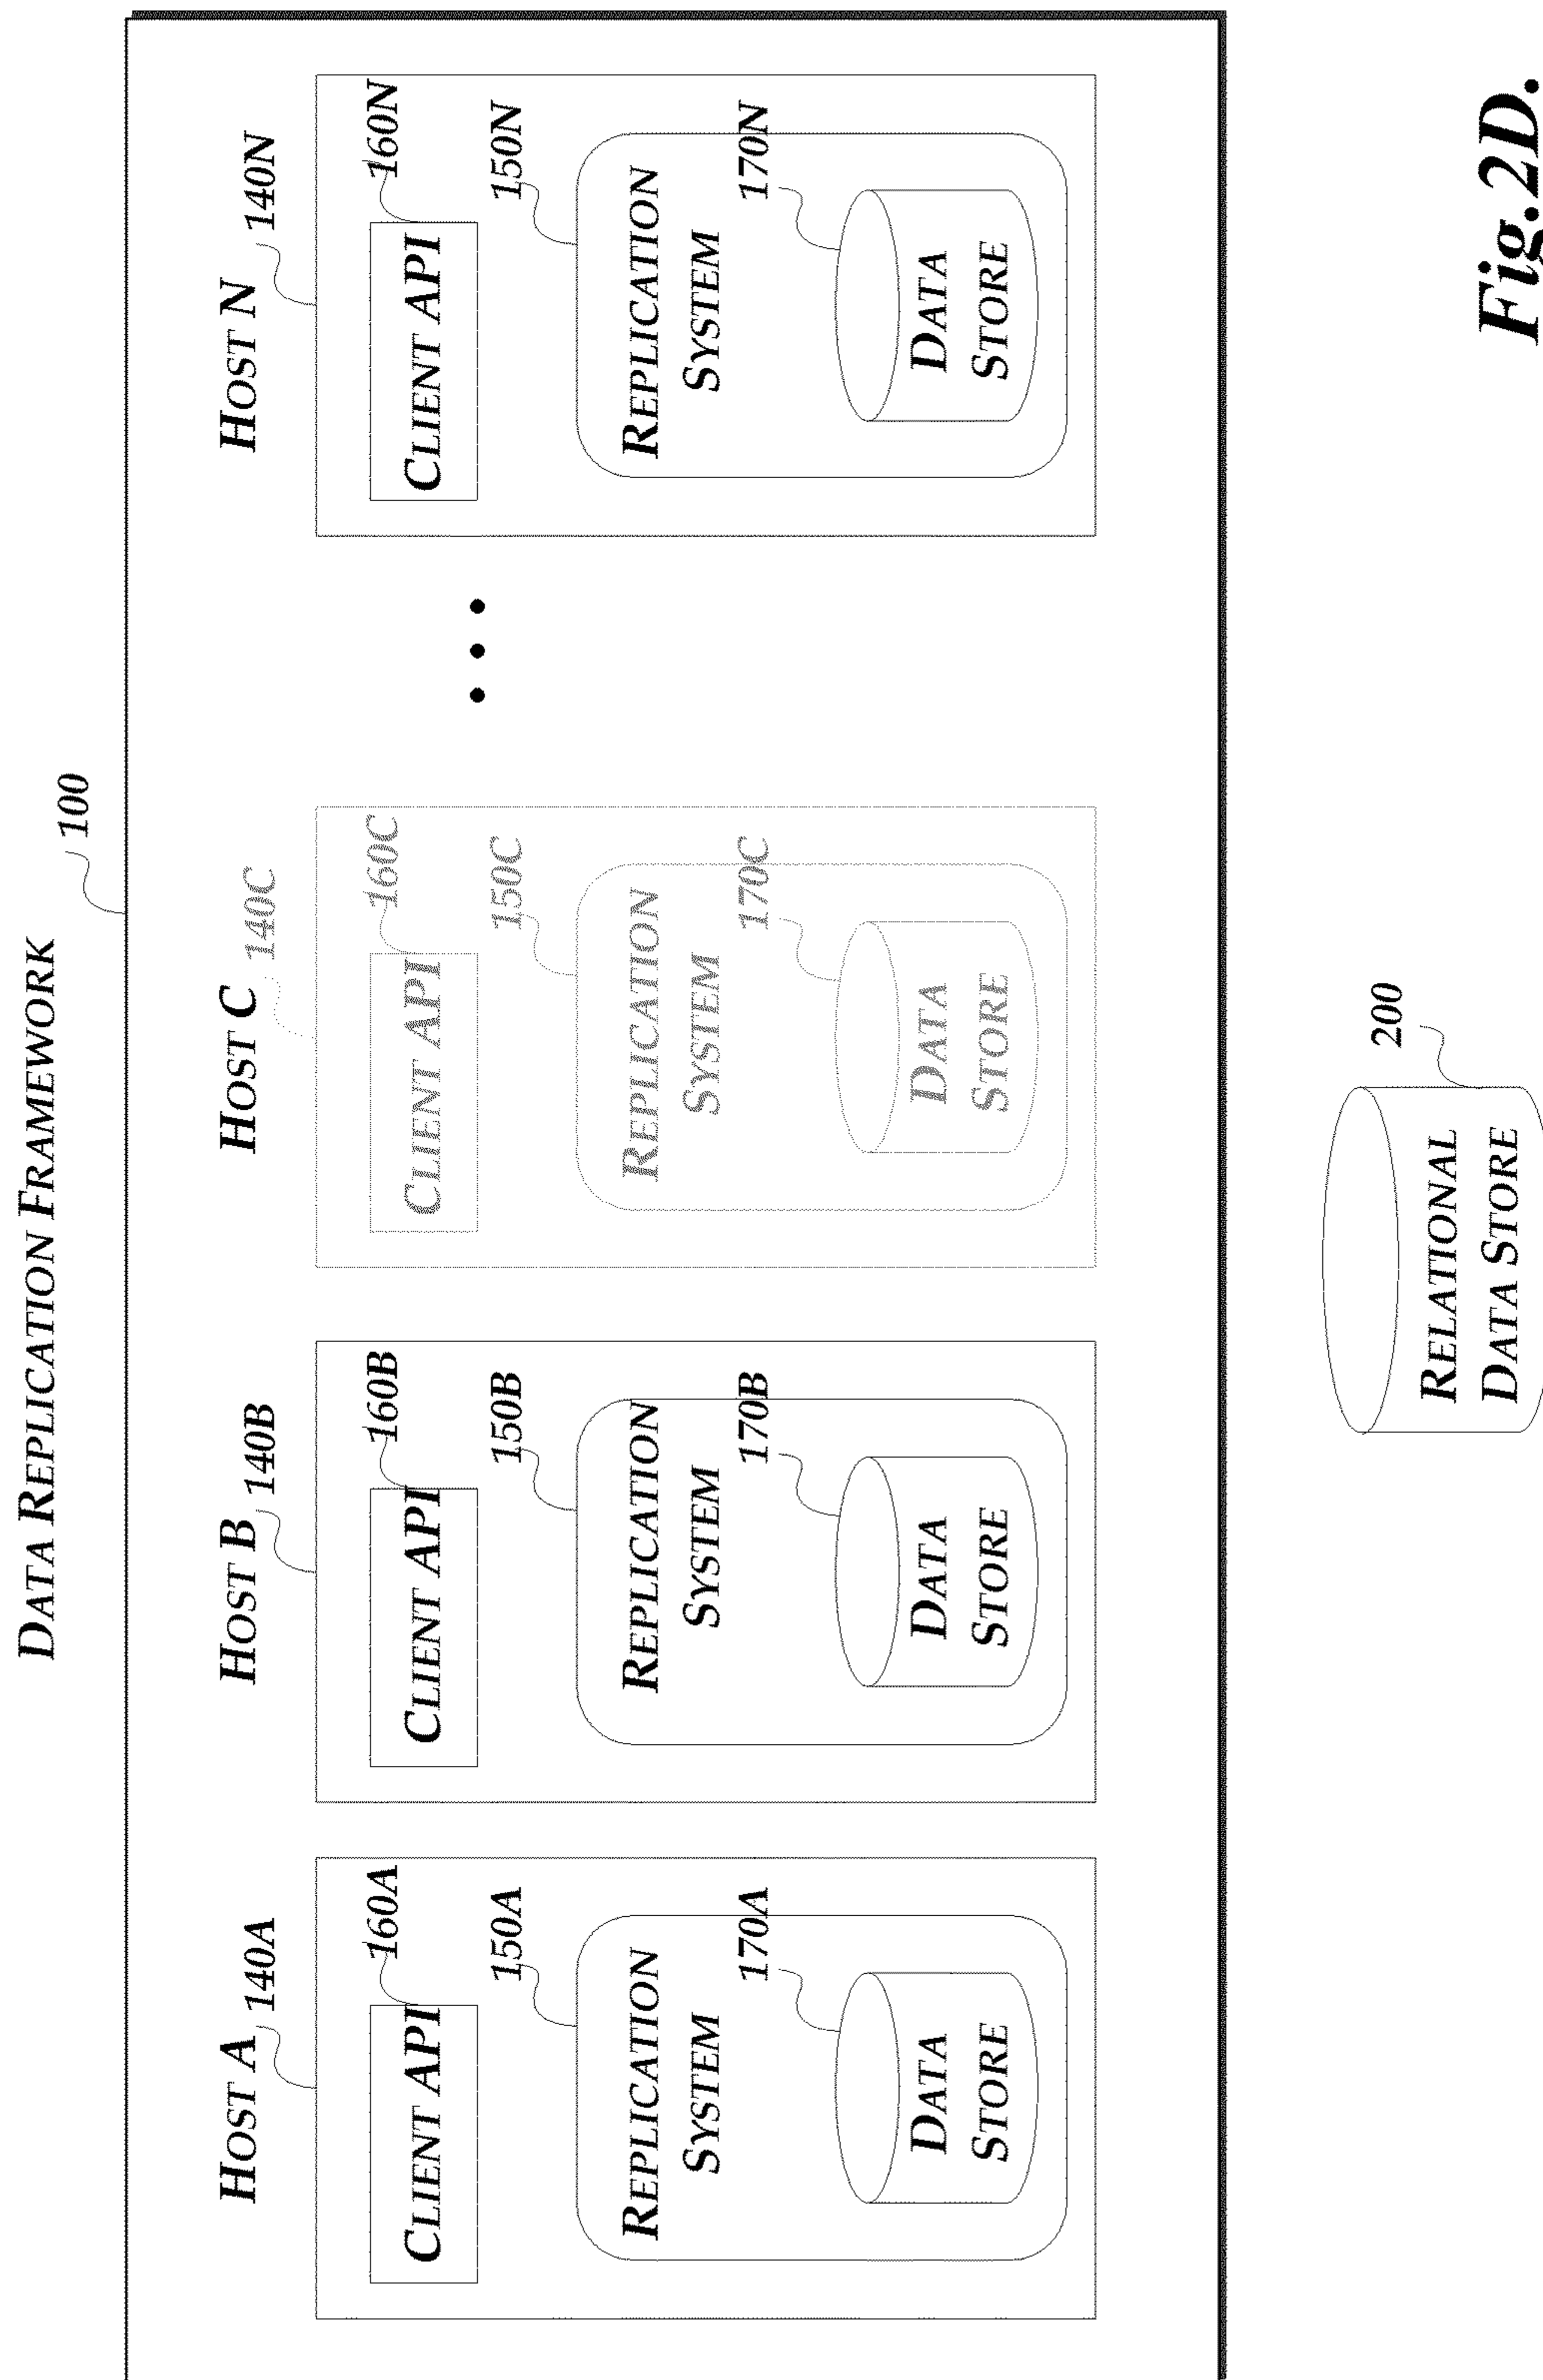 DATA REPLICATION FRAMEWORK
100
HOST A
140A
160A
CLIENT API
150A
REPLICATION
SYSTEM
170A
DATA
STORE
HOST B
140B
160B
CLIENT API
150B
REPLICATION
SYSTEM
170B
DATA
STORE
HOST C
140C
160C
CLIENT API
150C
REPLICATION
SYSTEM
170C
DATA
STORE
HOST N
140N
160N
CLIENT API
150N
REPLICATION
SYSTEM
170N
DATA
STORE
200
RELATIONAL
DATA STORE
Fig.2D.